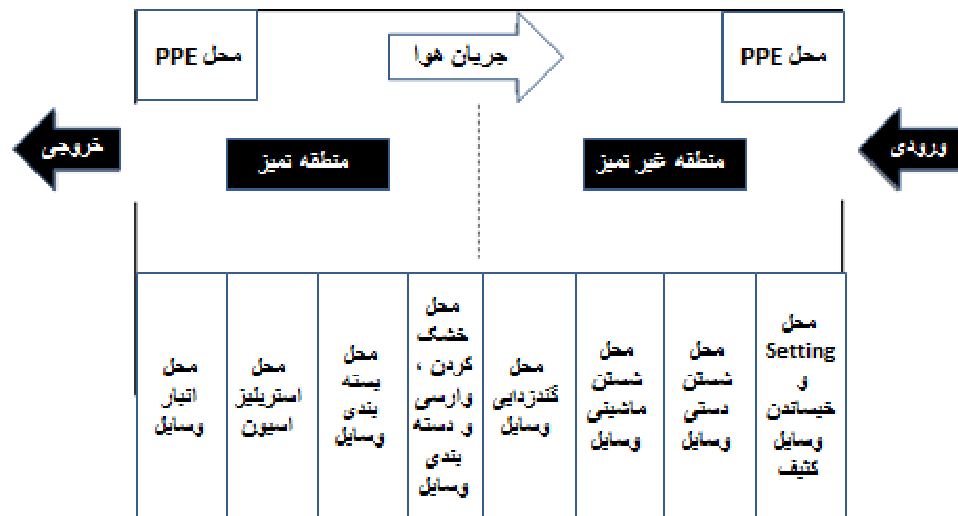 محل PPE
جریان هوا
محل PPE
ورودی
منطقه غیر تمیز
منطقه تمیز
خروجی
محل
Setting
و
خیساندن
وسایل
کثیف
محل
شستن
دستی
وسایل
محل
شستن
ماشینی
وسایل
محل
گندزدایی
وسایل
محل
خشک
کردن ،
وارسی
و دسته
بندی
وسایل
محل
بسته
بندی
وسایل
محل
استریلیز
اسیون
محل
انبار
وسایل